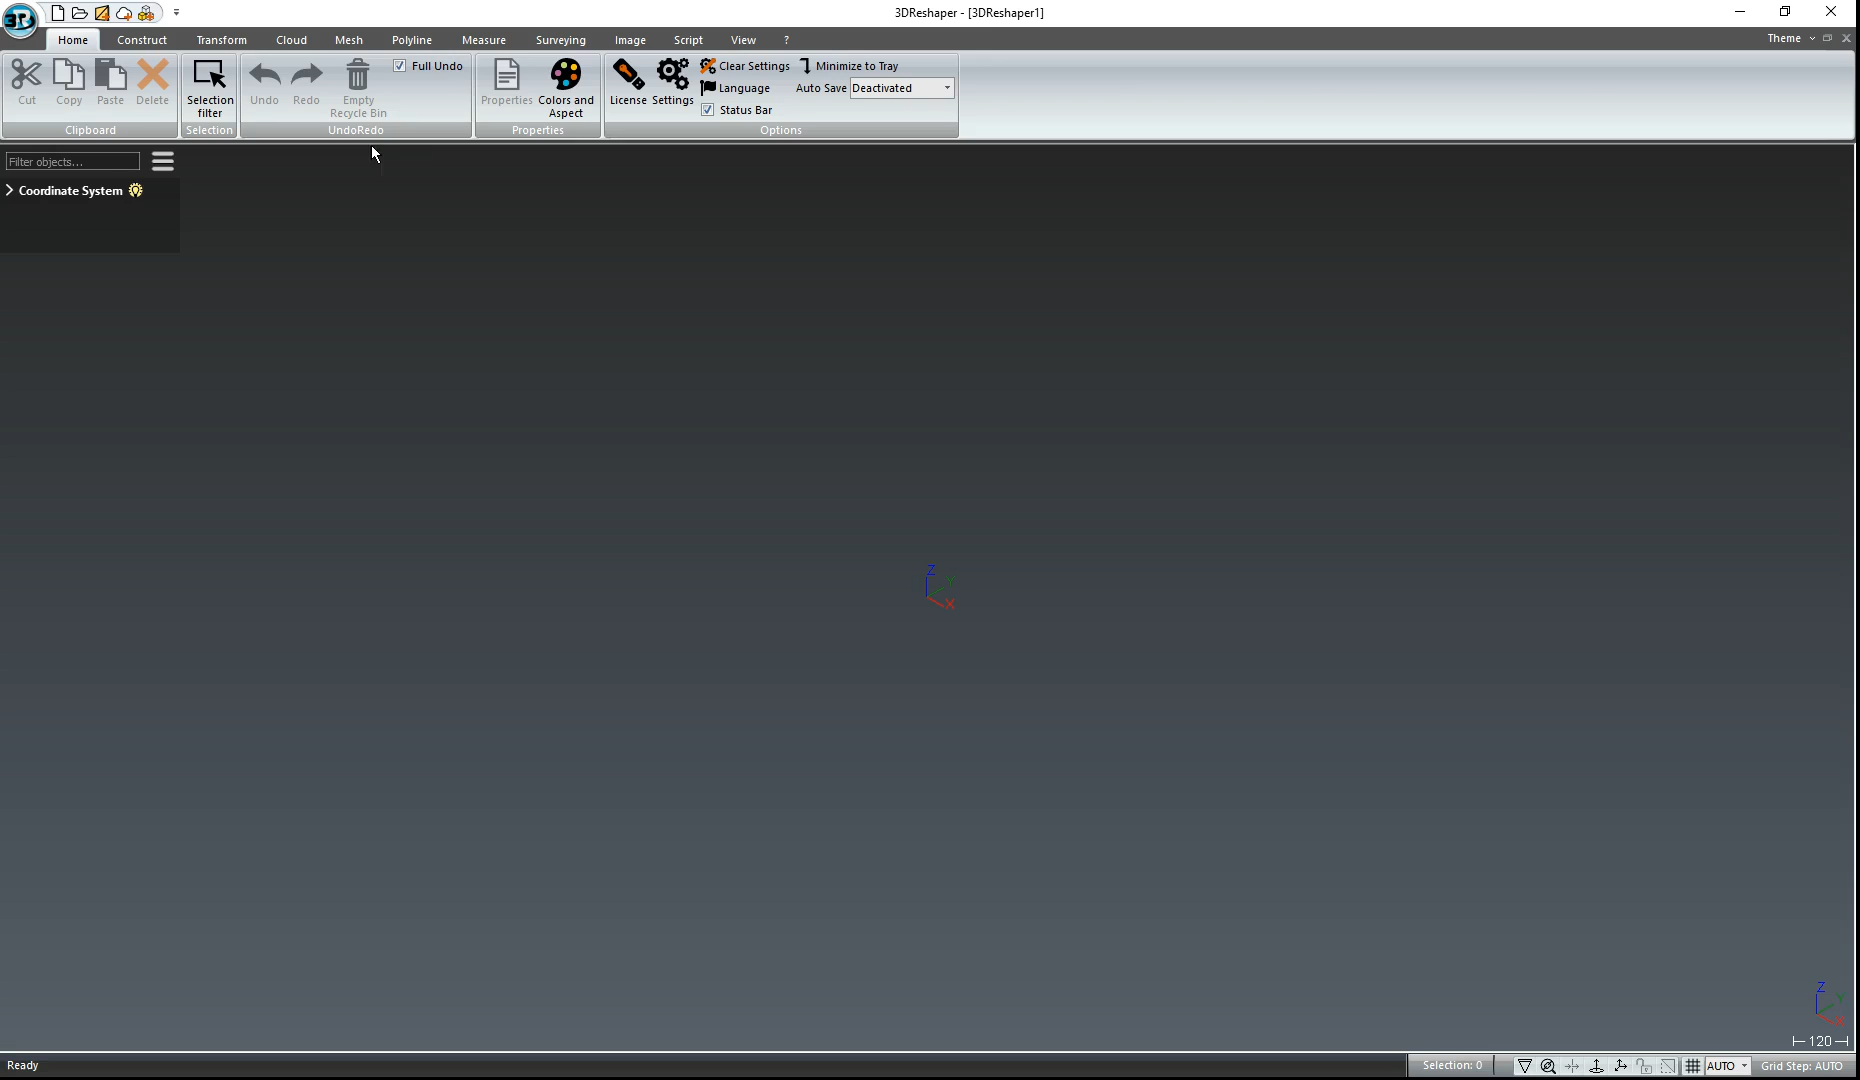 3DReshaper - [3DReshaper1]
Home Construct Transform Cloud Mesh Polyline Measure Surveying Image Script View ? Theme
Cut Copy Paste Delete
Clipboard
Selection
filter
Selection
Undo Redo Empty
Recycle Bin
Full Undo
UndoRedo
Properties Colors and
Aspect
Properties
License Settings
Clear Settings Minimize to Tray
Language Auto Save Deactivated
Status Bar
Options
Filter objects...
Coordinate System
Z
Y
X
Z
Y
X
120
Ready Selection: 0 AUTO Grid Step: AUTO